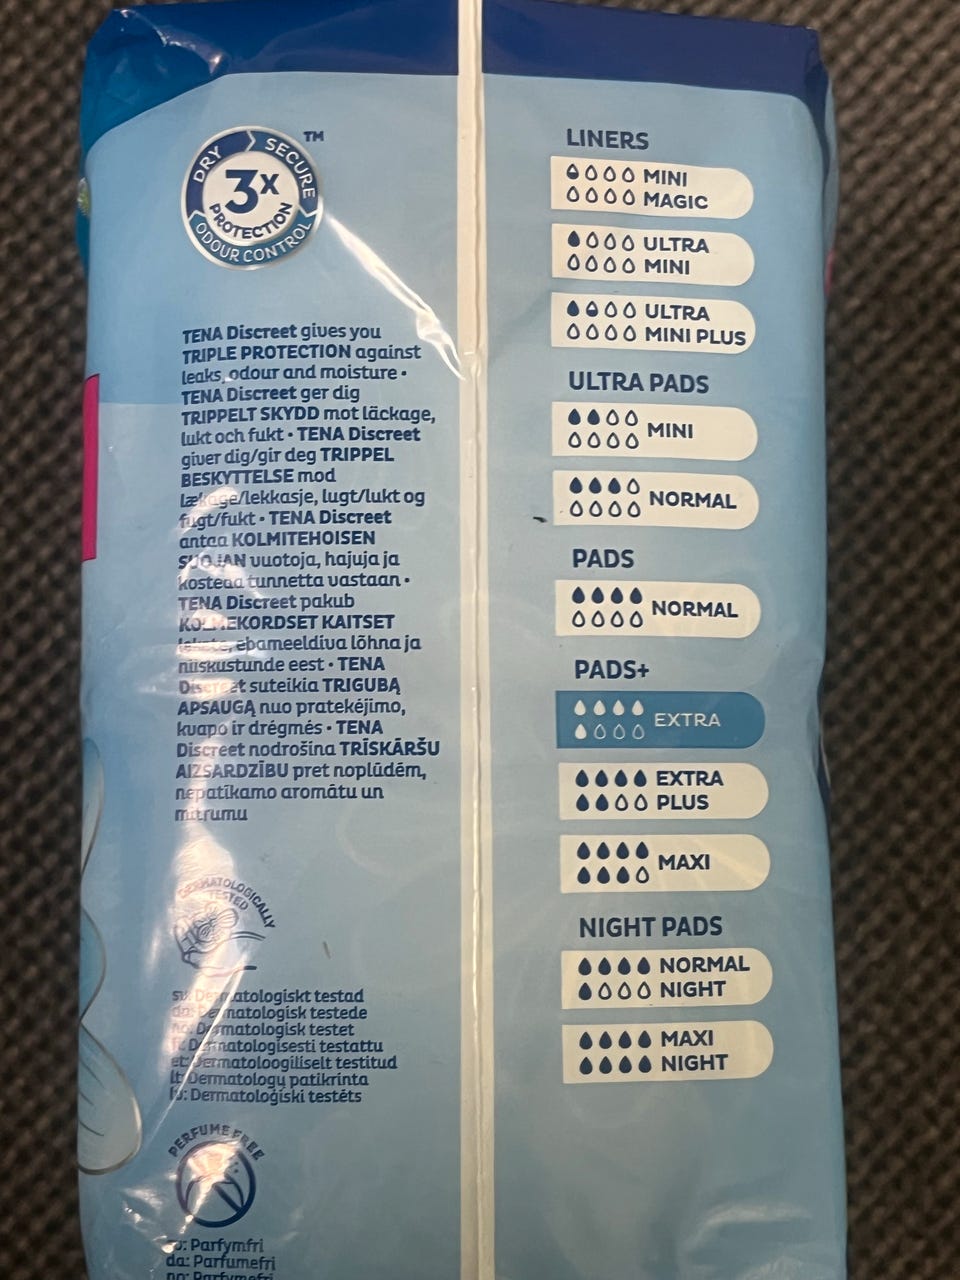 DRY SECURE
3x
PROTECTION
ODOUR CONTROL
TM
TENA Discreet gives you
TRIPLE PROTECTION against
leaks, odour and moisture •
TENA Discreet ger dig
TRIPPELT SKYDD mot läckage,
lukt och fukt • TENA Discreet
giver dig/gir deg TRIPPEL
BESKYTTELSE mod
lækage/lekkasje, lugt/lukt og
fugt/fukt • TENA Discreet
antaa KOLMITEHOISEN
SUOJAN vuotoja, hajuja ja
kosteaa tunnetta vastaan •
TENA Discreet pakub
KOLMEKORDSET KAITSET
lekete, ebameeldiva lõhna ja
niiskustunde eest • TENA
Discreet suteikia TRIGUBĄ
APSAUGĄ nuo pratekėjimo,
kvapo ir drėgmės • TENA
Discreet nodrošina TRĪSKĀRŠU
AIZSARDZĪBU pret noplūdēm,
nepatīkamo aromātu un
mitrumu
DERMATOLOGICALLY
TESTED
sv: Dermatologiskt testad
da: Dermatologisk testede
no: Dermatologisk testet
fi: Dermatologisesti testattu
et: Dermatoloogiliselt testitud
lt: Dermatologų patikrinta
lv: Dermatoloģiski testēts
PERFUME FREE
sv: Parfymfri
da: Parfumefri
no: Parfymefri
LINERS
MINI
MAGIC
ULTRA
MINI
ULTRA
MINI PLUS
ULTRA PADS
MINI
NORMAL
PADS
NORMAL
PADS+
EXTRA
EXTRA
PLUS
MAXI
NIGHT PADS
NORMAL
NIGHT
MAXI
NIGHT